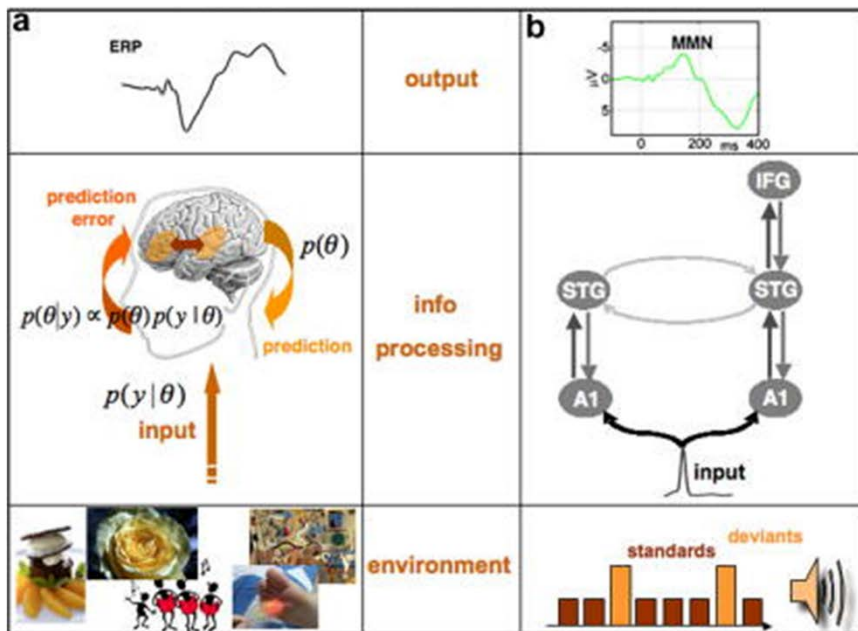 a
ERP
output
b
MMN
-5
0
5
μV
0
200
ms
400
prediction
error
p(θ)
p(θ|y) ∝ p(θ)p(y|θ)
prediction
p(y|θ)
input
info
processing
IFG
STG
STG
A1
A1
input
environment
standards
deviants